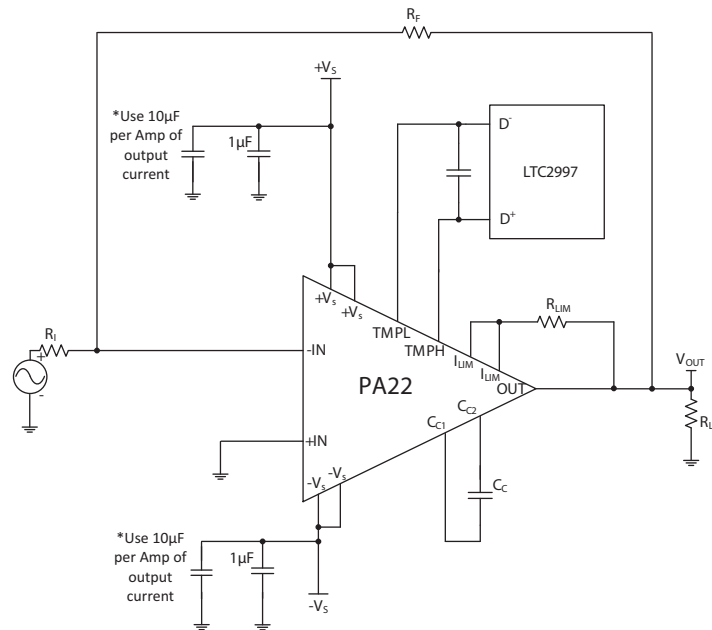 R_F
+V_S
*Use 10µF
per Amp of
output
current
1µF
D^-
LTC2997
D^+
+V_S
+V_S
TMPL
TMPH
I_LIM
I_LIM
R_LIM
R_I
+
-
-IN
PA22
OUT
V_OUT
R_L
C_C2
C_C1
+IN
-V_S
-V_S
C_C
*Use 10µF
per Amp of
output
current
1µF
-V_S